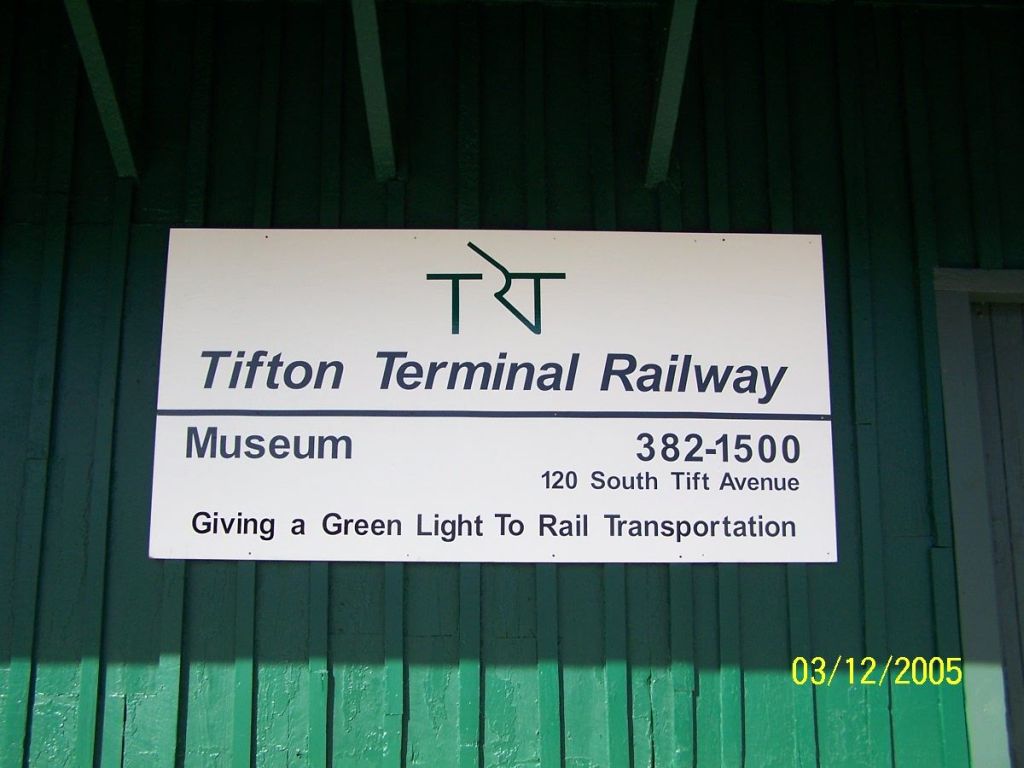 TRT
Tifton Terminal Railway
Museum 382-1500
120 South Tift Avenue
Giving a Green Light To Rail Transportation
03/12/2005